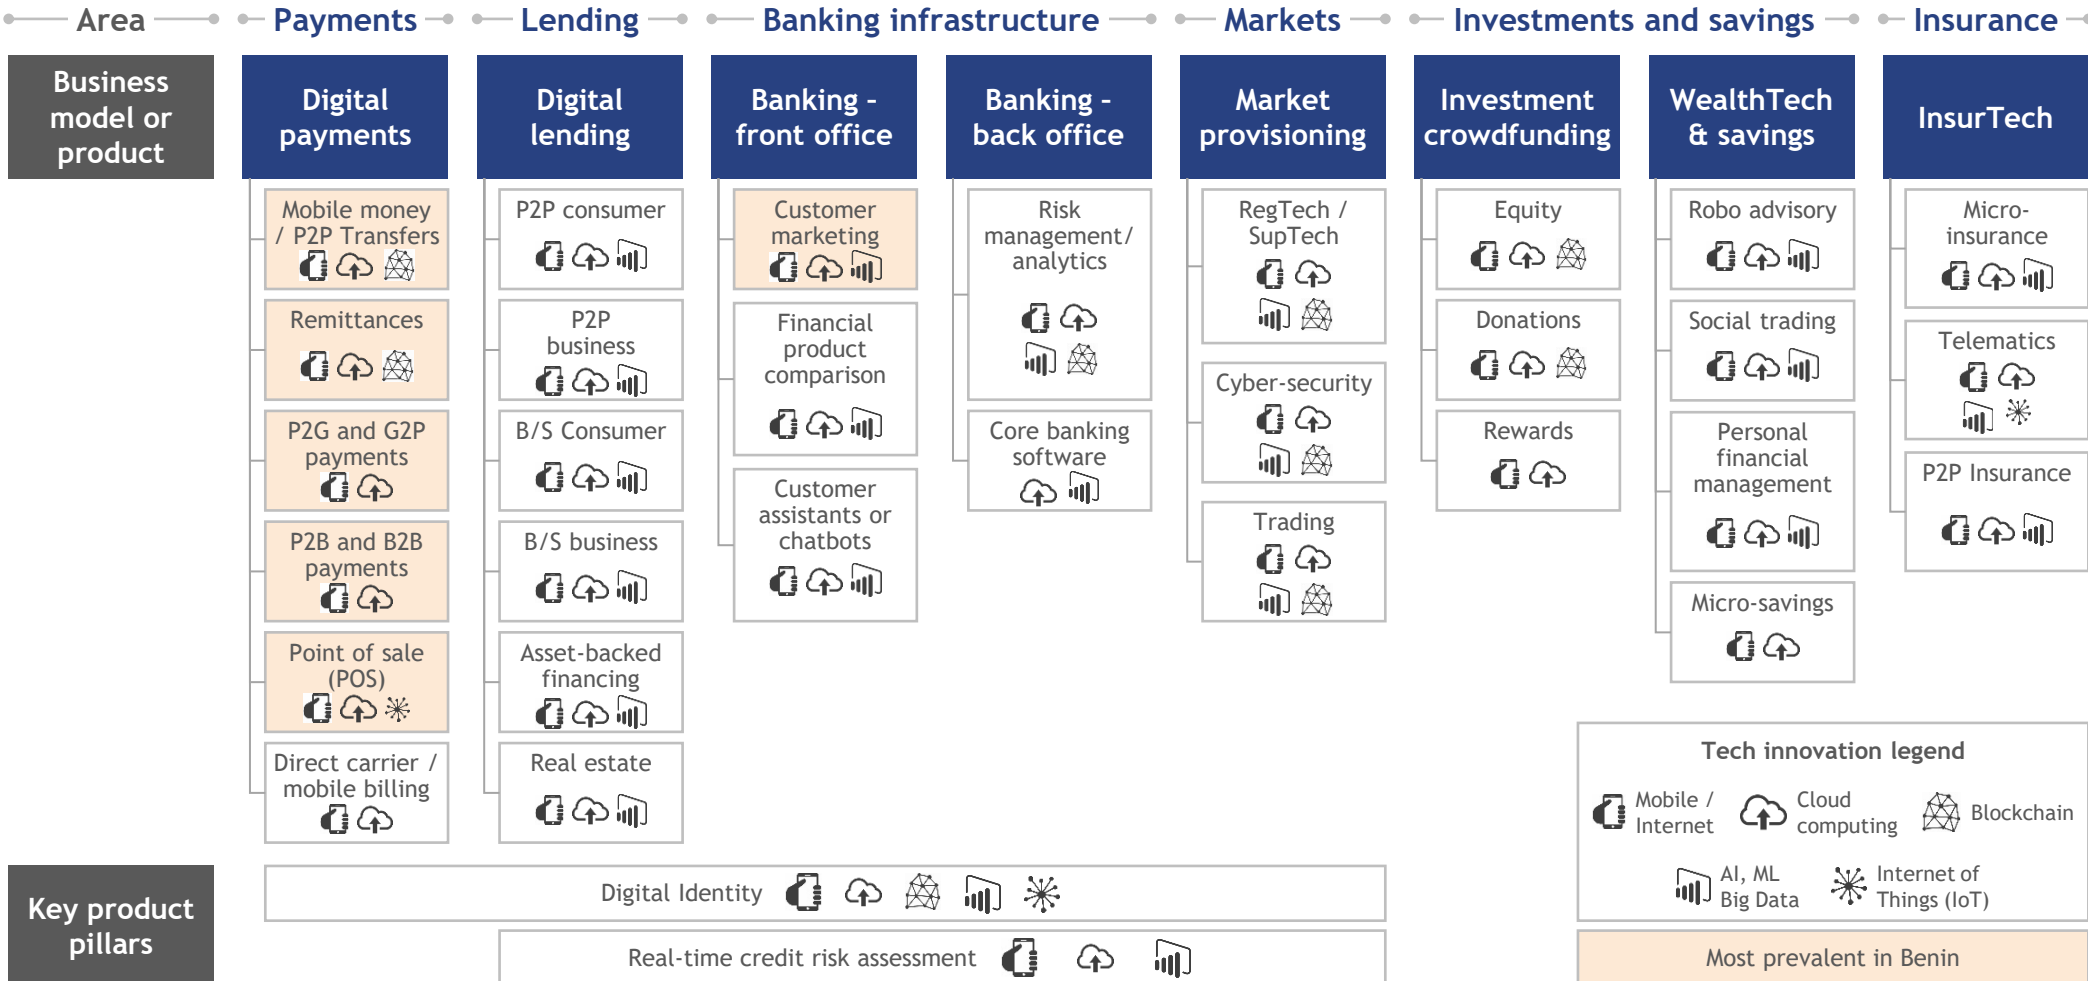 Area
Payments
Lending
Banking infrastructure
Markets
Investments and savings
Insurance
Business
model or
product
Digital
payments
Digital
lending
Banking –
front office
Banking –
back office
Market
provisioning
Investment
crowdfunding
WealthTech
& savings
InsurTech
Mobile money
/ P2P Transfers
Remittances
P2G and G2P
payments
P2B and B2B
payments
Point of sale
(POS)
Direct carrier /
mobile billing
P2P consumer
P2P
business
B/S Consumer
B/S business
Asset-backed
financing
Real estate
Customer
marketing
Financial
product
comparison
Customer
assistants or
chatbots
Risk
management/
analytics
Core banking
software
RegTech /
SupTech
Cyber-security
Trading
Equity
Donations
Rewards
Robo advisory
Social trading
Personal
financial
management
Micro-savings
Micro-
insurance
Telematics
P2P Insurance
Tech innovation legend
Mobile /
Internet
Cloud
computing
Blockchain
AI, ML
Big Data
Internet of
Things (IoT)
Most prevalent in Benin
Key product
pillars
Digital Identity
Real-time credit risk assessment